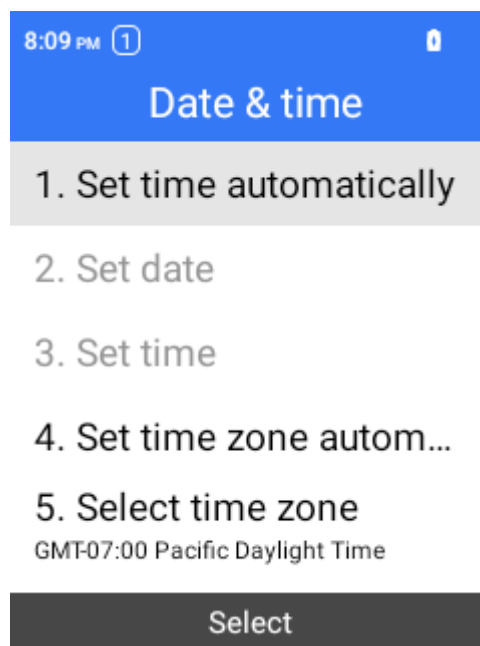 8:09 PM 1
Date & time
1. Set time automatically
2. Set date
3. Set time
4. Set time zone autom...
5. Select time zone
GMT-07:00 Pacific Daylight Time
Select